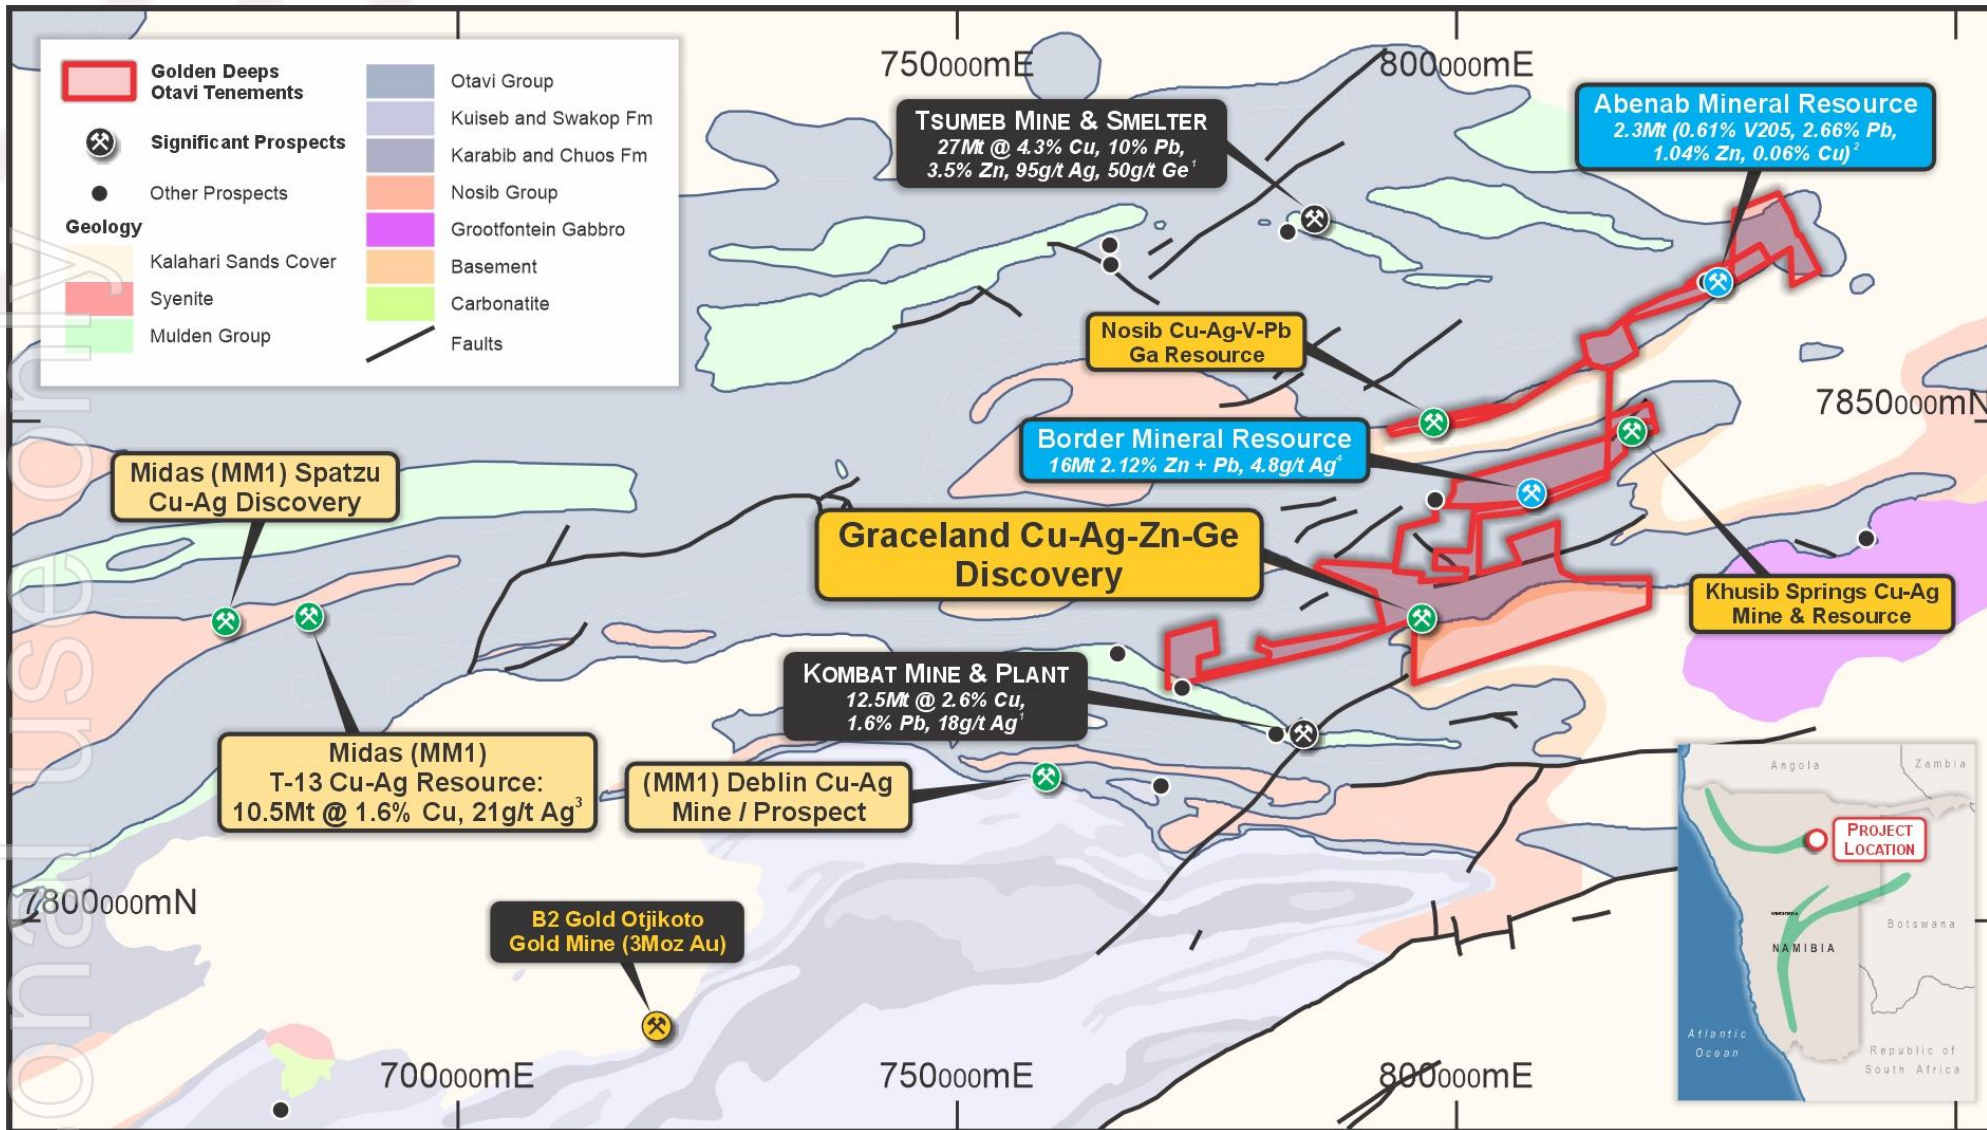 750000mE
800000mE
Golden Deeps
Otavi Tenements
Significant Prospects
Other Prospects
Geology
Kalahari Sands Cover
Syenite
Mulden Group
Otavi Group
Kuiseb and Swakop Fm
Karabib and Chuos Fm
Nosib Group
Grootfontein Gabbro
Basement
Carbonatite
Faults
TSUMEB MINE & SMELTER
27Mt @ 4.3% Cu, 10% Pb,
3.5% Zn, 95g/t Ag, 50g/t Ge¹
Abenab Mineral Resource
2.3Mt (0.61% V205, 2.66% Pb,
1.04% Zn, 0.06% Cu)²
Nosib Cu-Ag-V-Pb
Ga Resource
7850000mN
Border Mineral Resource
16Mt 2.12% Zn + Pb, 4.8g/t Ag⁴
Midas (MM1) Spatzu
Cu-Ag Discovery
Graceland Cu-Ag-Zn-Ge
Discovery
Khusib Springs Cu-Ag
Mine & Resource
KOMBAT MINE & PLANT
12.5Mt @ 2.6% Cu,
1.6% Pb, 18g/t Ag¹
Midas (MM1)
T-13 Cu-Ag Resource:
10.5Mt @ 1.6% Cu, 21g/t Ag³
(MM1) Deblin Cu-Ag
Mine / Prospect
7800000mN
B2 Gold Otjikoto
Gold Mine (3Moz Au)
700000mE
750000mE
800000mE
Angola
Zambia
PROJECT
LOCATION
Botswana
NAMIBIA
Atlantic
Ocean
Republic of
South Africa
onal use only